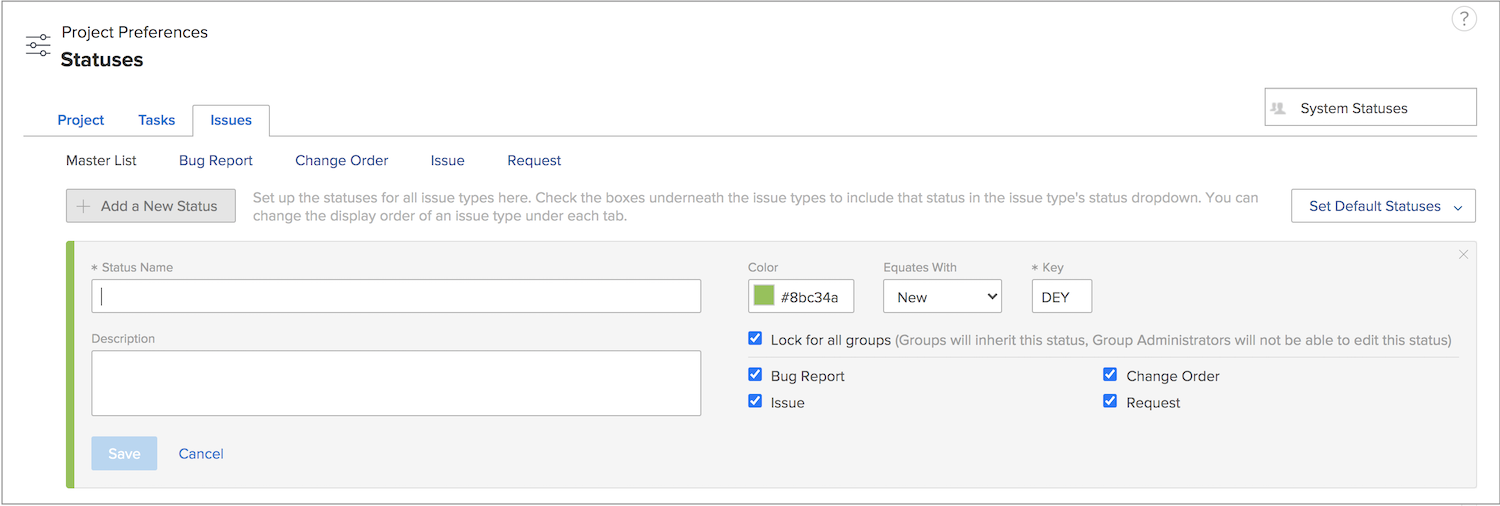 Project Preferences
Statuses
?
System Statuses
Project Tasks Issues
Master List Bug Report Change Order Issue Request
+ Add a New Status
Set up the statuses for all issue types here. Check the boxes underneath the issue types to include that status in the issue type's status dropdown. You can
change the display order of an issue type under each tab.
Set Default Statuses
* Status Name
Color Equates With * Key
#8bc34a New DEY
Description
Lock for all groups (Groups will inherit this status, Group Administrators will not be able to edit this status)
Bug Report Change Order
Issue Request
Save Cancel